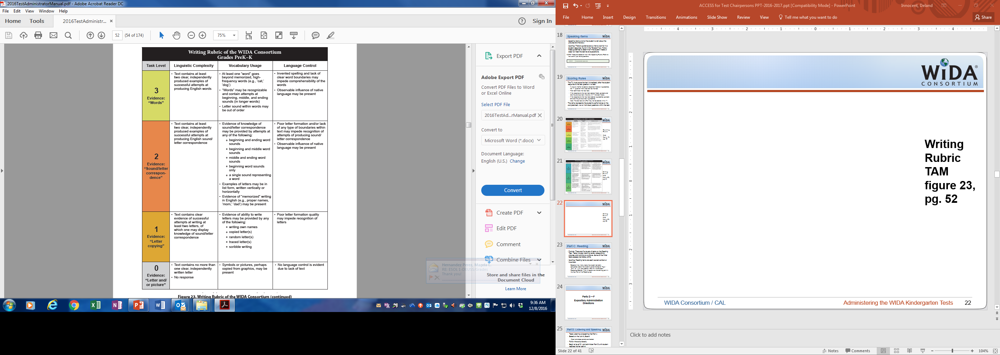 2016TestAdministratorManual.pdf - Adobe Acrobat Reader DC
File Edit View Window Help
Home Tools 2016TestAdministr... × Sign In
52 (54 of 174) 75%
Writing Rubric of the WIDA Consortium
Grades PreK–K
Task Level Linguistic Complexity Vocabulary Usage Language Control
3
Evidence:
“Words”
• Text contains at least
two clear, independently
produced examples of
successful attempts at
producing English words
• At least one “word” goes
beyond memorized, high-
frequency words (e.g., ‘cat,’
‘dog’)
• “Words” may be recognizable
and contain attempts at
beginning, middle, and ending
sounds (in longer words)
• Letter sound within words may
be out of order
• Invented spelling and lack of
clear word boundaries may
impede comprehensibility of the
words
• Observable influence of native
language may be present
2
Evidence:
“Sound/letter
correspon-
dence”
• Text contains at least
two clear, independently
produced examples of
successful attempts at
producing English sound/
letter correspondence
• Evidence of knowledge of
sound/letter correspondence
may be provided by attempts at
any of the following:
beginning and ending word
sounds
beginning and middle word
sounds
middle and ending word
sounds
beginning word sounds
only
a single sound representing
a word
• Examples of letters may be in
list form, written vertically or
horizontally
• Evidence of "memorized" writing
in English (e.g., proper names,
‘mom,’ ‘dad’) may be present
• Poor letter formation and/or lack
of any type of boundaries within
text may impede recognition of
attempts of producing sound/
letter correspondence
• Observable influence of native
language may be present
1
Evidence:
“Letter
copying”
• Text contains clear
evidence of successful
attempts at writing at
least two letters, of
which one may display
knowledge of sound/letter
correspondence
• Evidence of ability to write
letters may be provided by any
of the following:
writing own names
copied letter(s)
random letter(s)
traced letter(s)
scribble writing
• Poor letter formation quality
may impede recognition of
letters
0
Evidence:
“Letter and/
or picture”
• Text contains no more than
one clear, independently
written letter
• No response
• Symbols or pictures, perhaps
copied from graphics, may be
present
• No language control is evident
due to lack of text
Figure 23. Writing Rubric of the WIDA Consortium (continued)
Export PDF
Adobe Export PDF
Convert PDF Files to Word
or Excel Online
Select PDF File
2016TestAd...rManual.pdf
Convert to
Microsoft Word (*.docx)
Document Language:
English (U.S.) Change
Convert
Create PDF
Edit PDF
Comment
Combine Files
Hernandez Perez, Magda L.
RE: ESOL 1-DEUSS/Grades
Thank you!
Store and share files in the
Document Cloud
Learn More
9:36 AM
12/8/2016
ACCESS for Test Chairpersons PPT-2016-2017.ppt [Compatibility Mode] - PowerPoint Innocent, Deland
File Home Insert Design Transitions Animations Slide Show Review View Tell me what you want to do Share
18
Speaking Items
19
Scoring Rules
20
21
22
23
Part C: Reading
24
Parts D—F
Expository Administration
Directions
25
Part D: Listening and Speaking
WiDA
CONSORTIUM
Writing
Rubric
TAM
figure 23,
pg. 52
WIDA Consortium / CAL Administering the WIDA Kindergarten Tests 22
Click to add notes
Slide 22 of 41 Notes Comments 104%